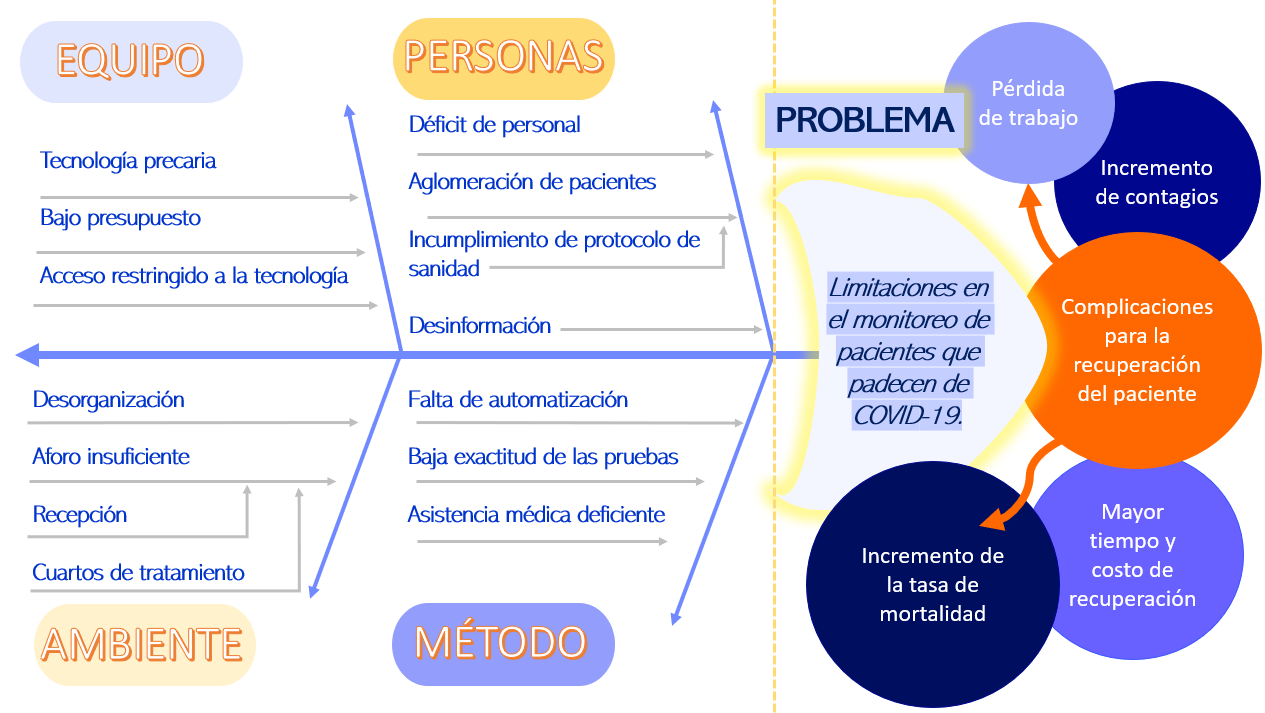 EQUIPO
Tecnología precaria
Bajo presupuesto
Acceso restringido a la tecnología
PERSONAS
Déficit de personal
Aglomeración de pacientes
Incumplimiento de protocolo de
sanidad
Desinformación
AMBIENTE
Desorganización
Aforo insuficiente
Recepción
Cuartos de tratamiento
MÉTODO
Falta de automatización
Baja exactitud de las pruebas
Asistencia médica deficiente
PROBLEMA
Limitaciones en
el monitoreo de
pacientes que
padecen de
COVID-19.
Pérdida
de trabajo
Incremento
de contagios
Complicaciones
para la
recuperación
del paciente
Mayor
tiempo y
costo de
recuperación
Incremento de
la tasa de
mortalidad